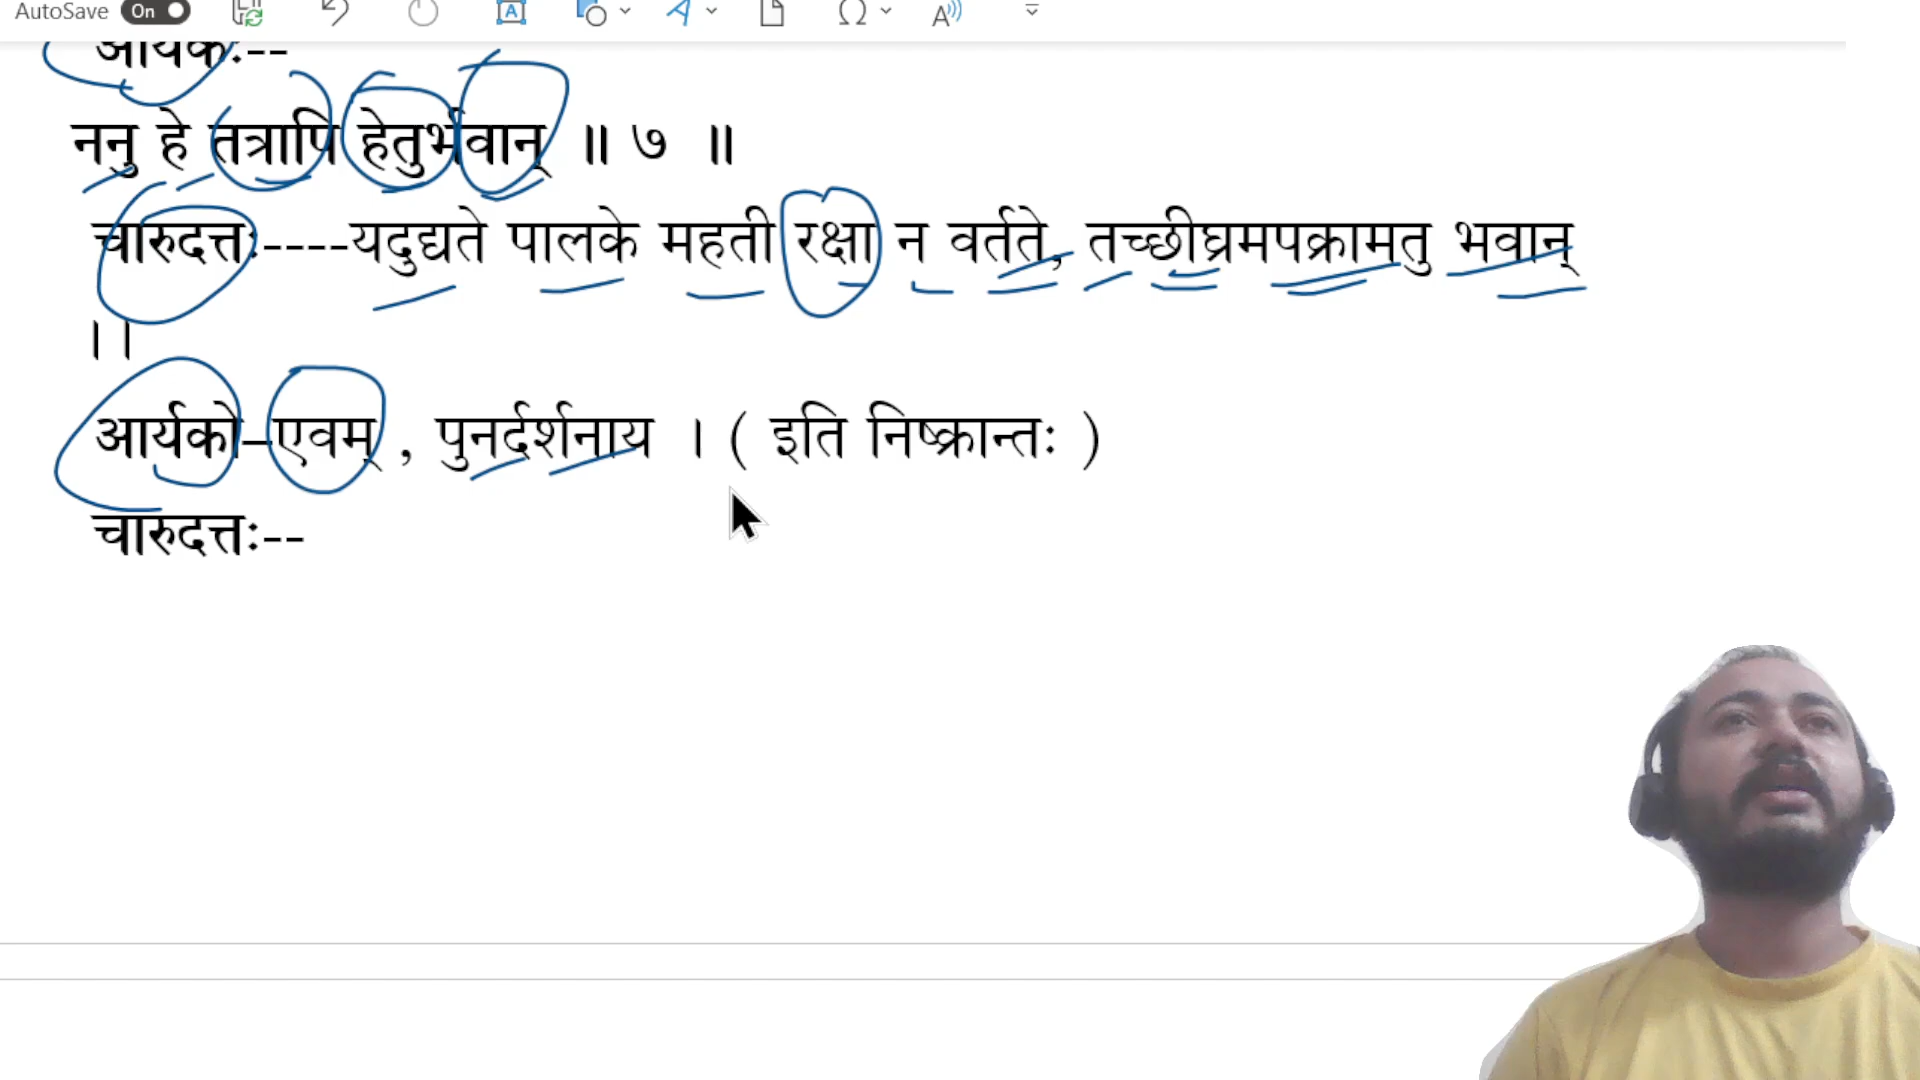 AutoSave On
आर्यकः--
ननु हे तत्रापि हेतुर्भवान् ॥ ७ ॥
चारुदत्तः----यदुद्यते पालके महती रक्षा न वर्तते, तच्छीघ्रमपक्रामतु भवान्
।।
आर्यको–एवम् , पुनर्दर्शनाय । ( इति निष्क्रान्तः )
चारुदत्तः--